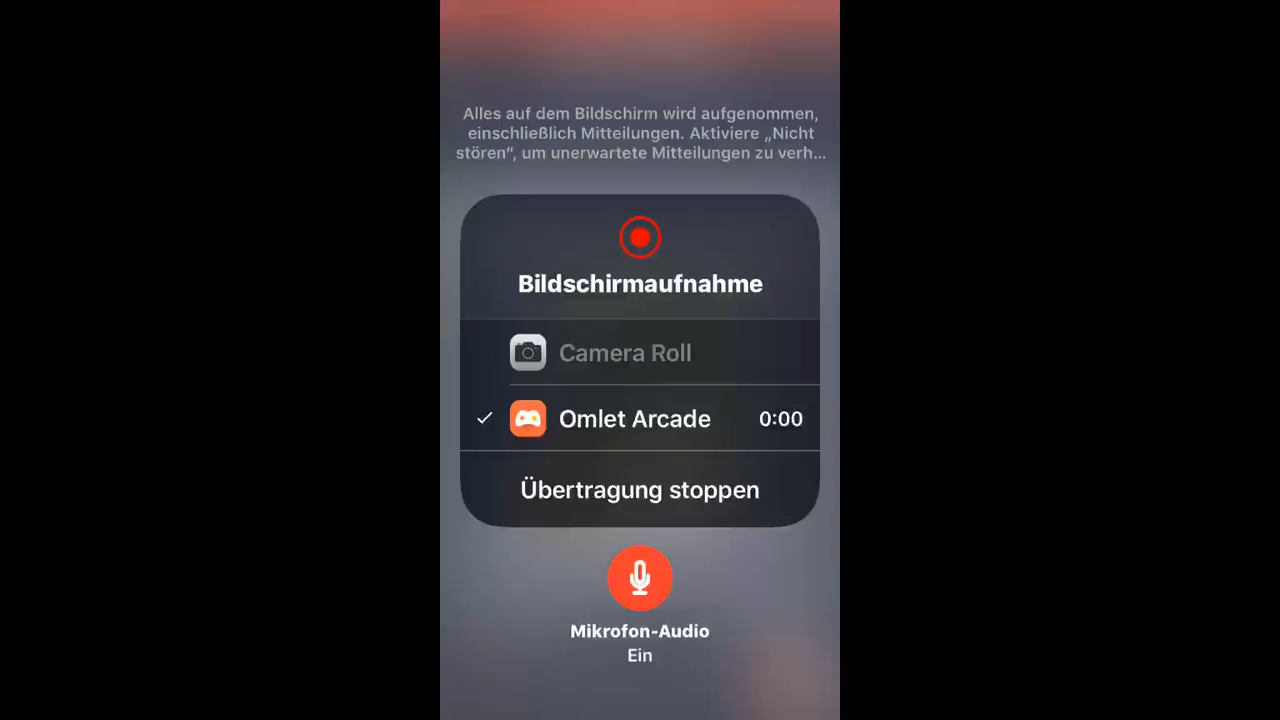 Alles auf dem Bildschirm wird aufgenommen,
einschließlich Mitteilungen. Aktiviere „Nicht
stören“, um unerwartete Mitteilungen zu verh...
Bildschirmaufnahme
Camera Roll
Omlet Arcade 0:00
Übertragung stoppen
Mikrofon-Audio
Ein